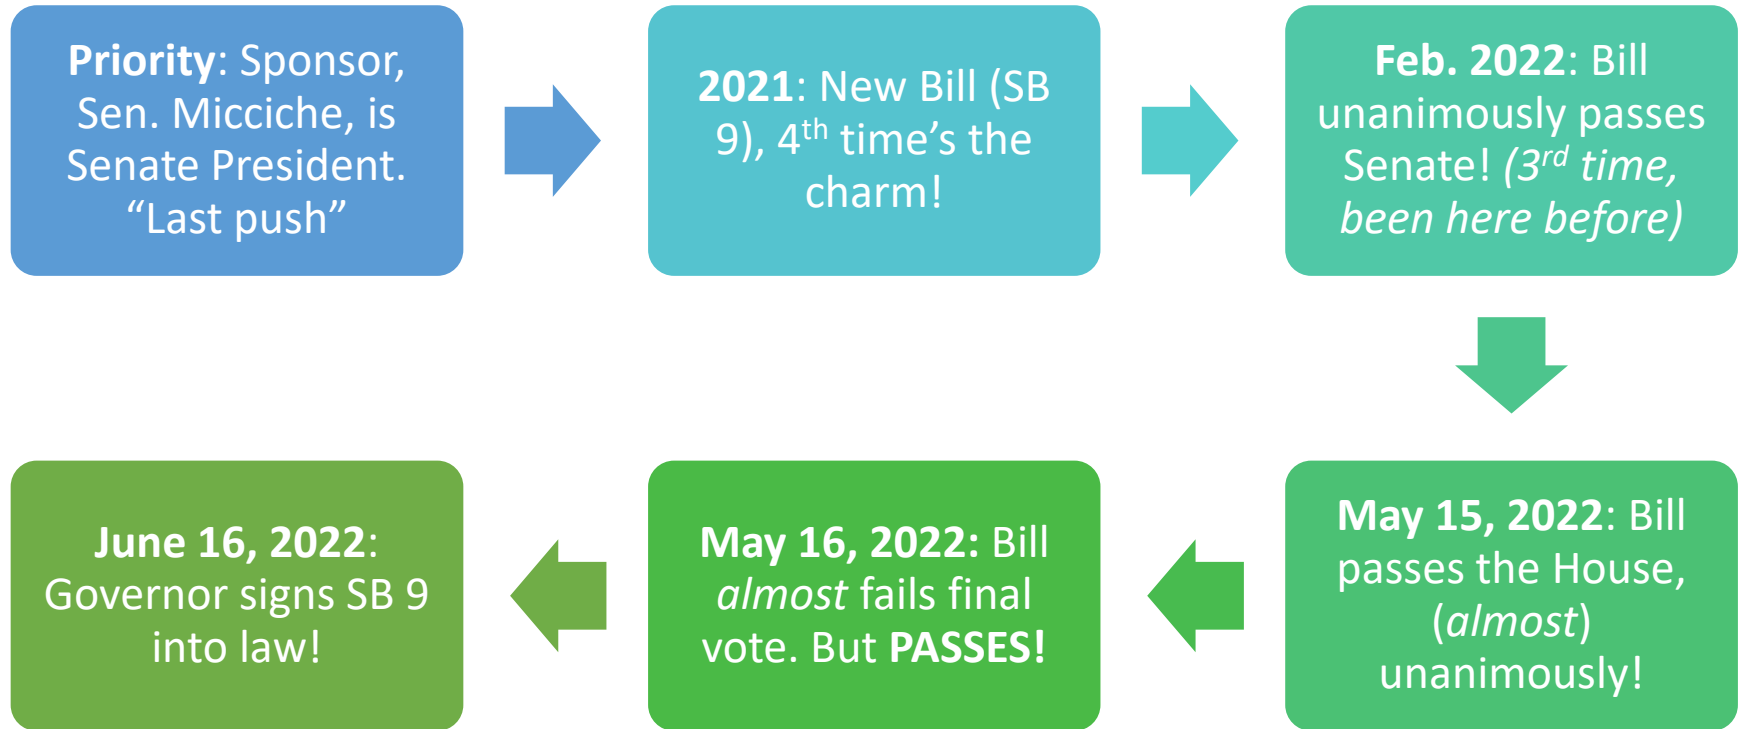 Priority: Sponsor,
Sen. Micciche, is
Senate President.
“Last push”
2021: New Bill (SB
9), 4th time’s the
charm!
Feb. 2022: Bill
unanimously passes
Senate! (3rd time,
been here before)
May 15, 2022: Bill
passes the House,
(almost)
unanimously!
May 16, 2022: Bill
almost fails final
vote. But PASSES!
June 16, 2022:
Governor signs SB 9
into law!